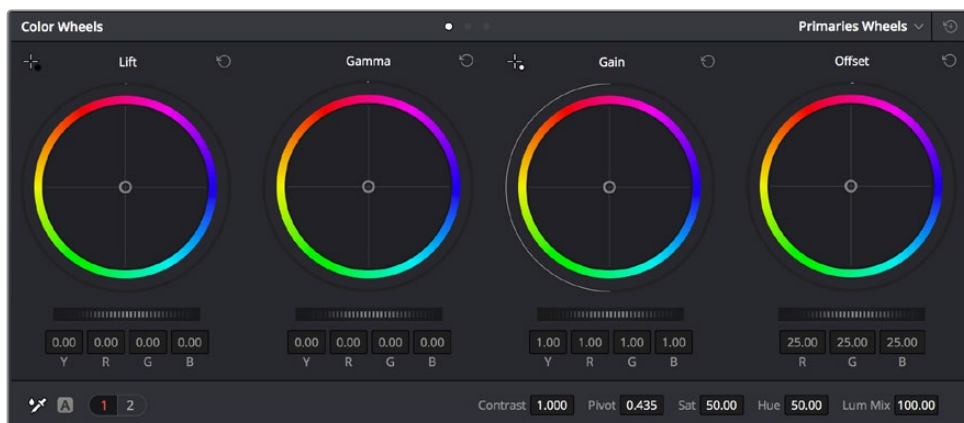 Color Wheels Primaries Wheels
Lift Gamma Gain Offset
0.00 0.00 0.00 0.00 0.00 0.00 0.00 0.00 1.00 1.00 1.00 1.00 25.00 25.00 25.00
Y R G B Y R G B Y R G B R G B
A 1 2 Contrast 1.000 Pivot 0.435 Sat 50.00 Hue 50.00 Lum Mix 100.00